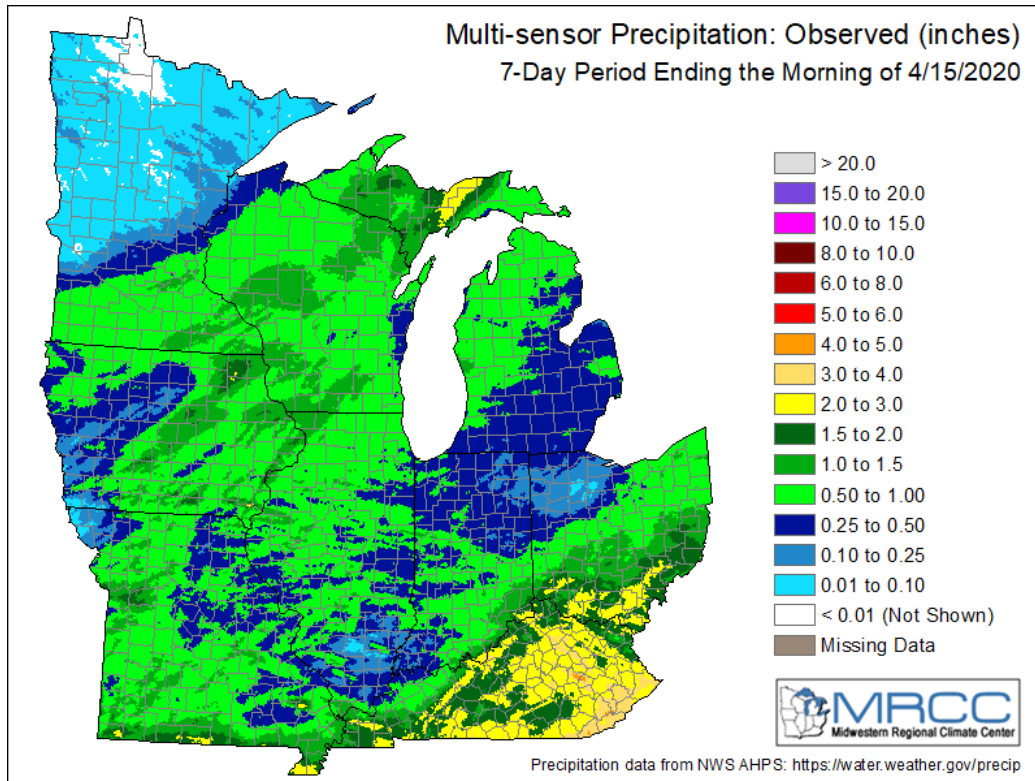 Multi-sensor Precipitation: Observed (inches)
7-Day Period Ending the Morning of 4/15/2020
> 20.0
15.0 to 20.0
10.0 to 15.0
8.0 to 10.0
6.0 to 8.0
5.0 to 6.0
4.0 to 5.0
3.0 to 4.0
2.0 to 3.0
1.5 to 2.0
1.0 to 1.5
0.50 to 1.00
0.25 to 0.50
0.10 to 0.25
0.01 to 0.10
< 0.01 (Not Shown)
Missing Data
MRCC
Midwestern Regional Climate Center
Precipitation data from NWS AHPS: https://water.weather.gov/precip